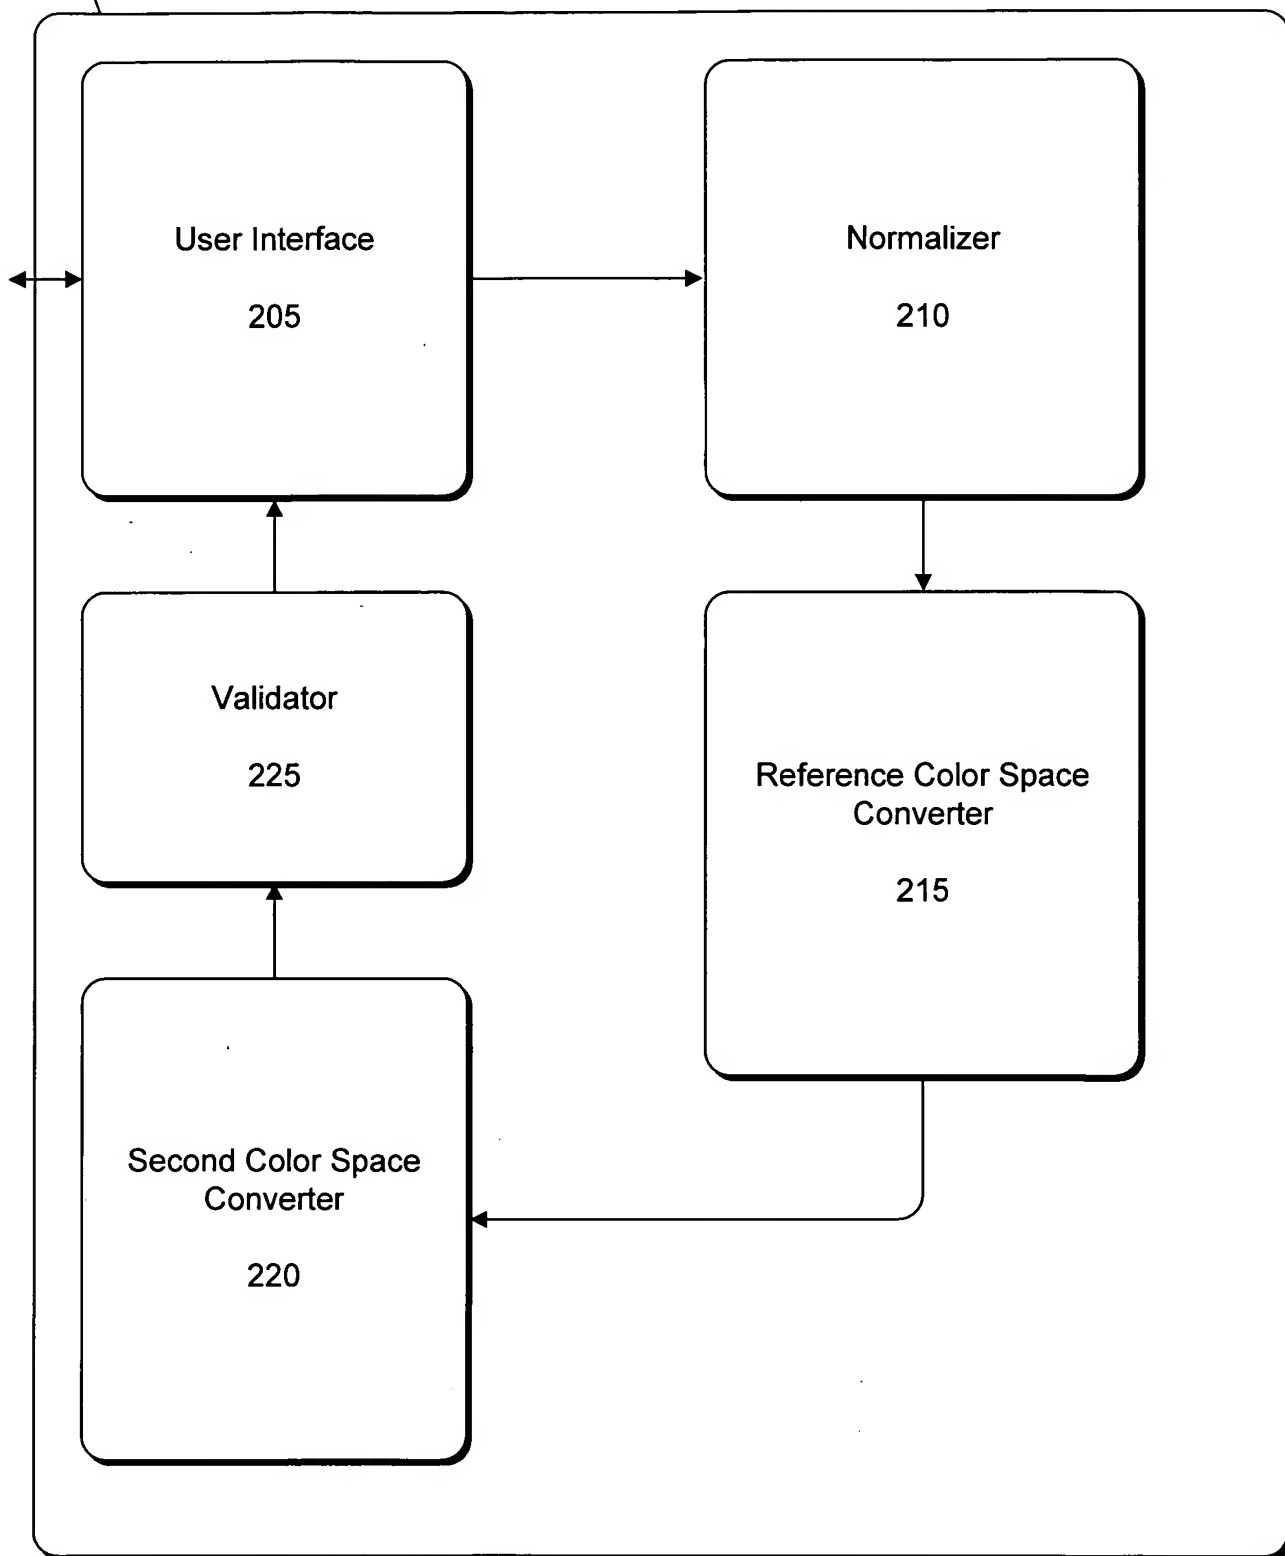 User Interface
205
Normalizer
210
Validator
225
Reference Color Space
Converter
215
Second Color Space
Converter
220